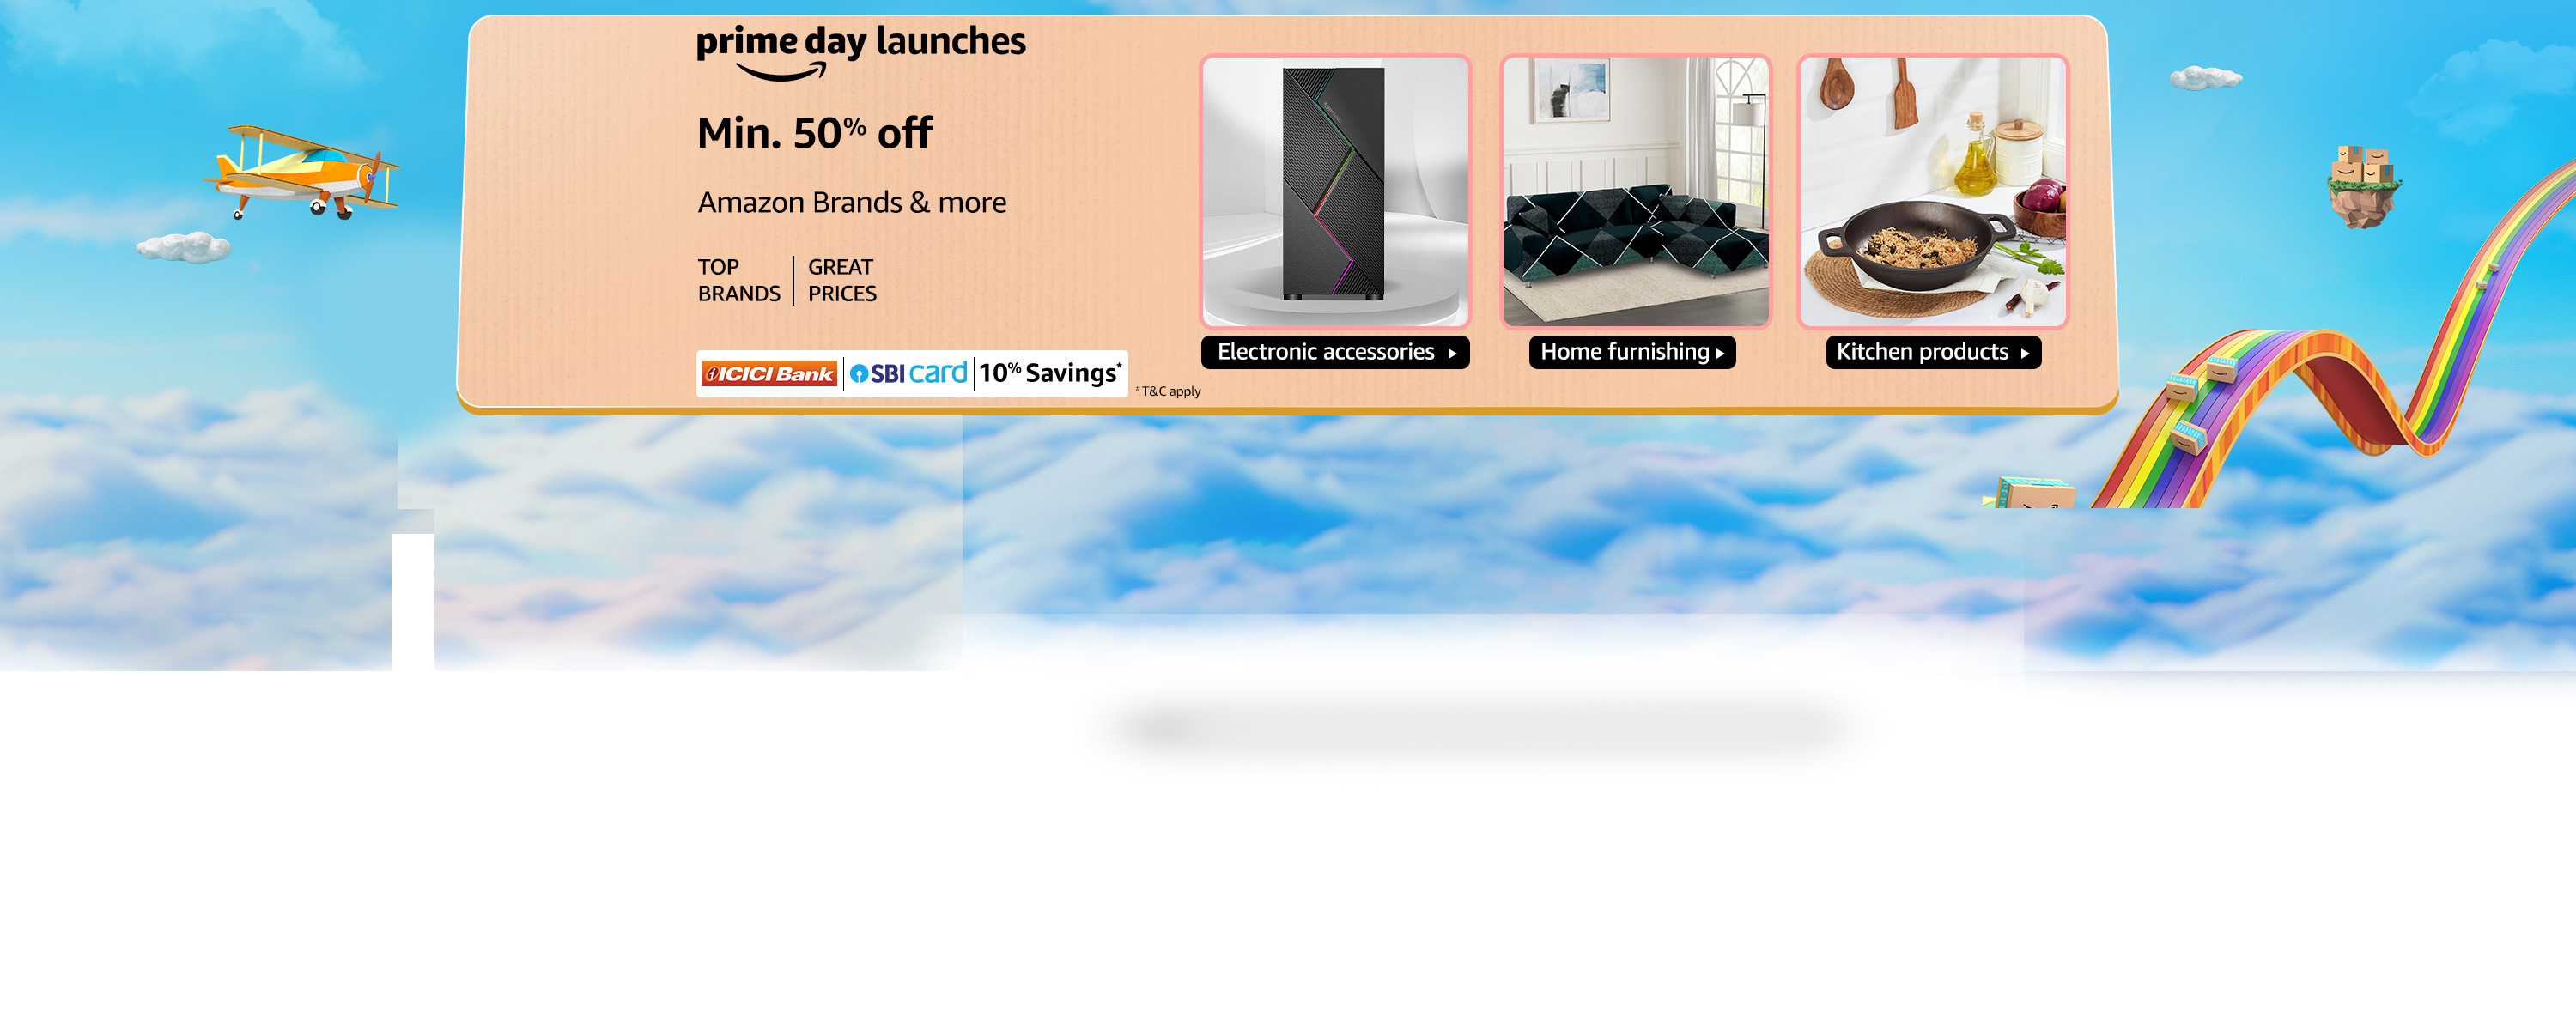 prime day launches
Min. 50% off
Amazon Brands & more
TOP BRANDS
GREAT PRICES
ICICI Bank
SBI card
10% Savings*
#T&C apply
Electronic accessories
Home furnishing
Kitchen products